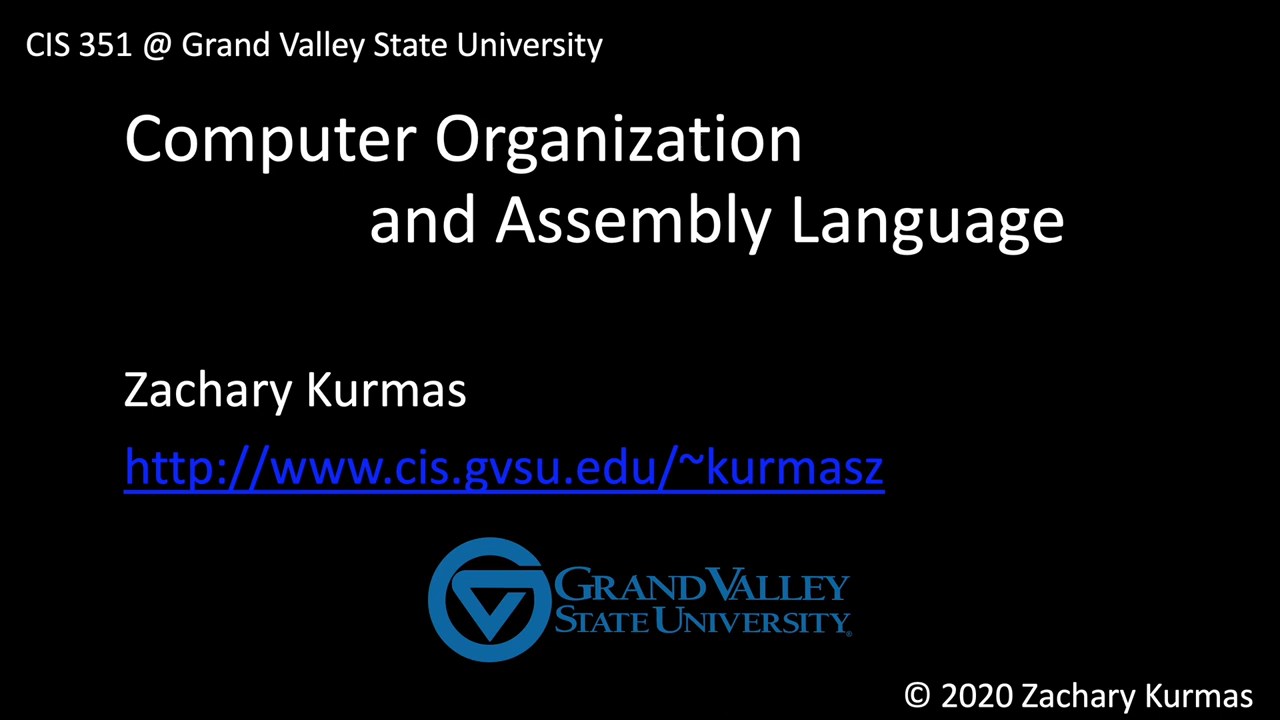 CIS 351 @ Grand Valley State University
Computer Organization
and Assembly Language
Zachary Kurmas
http://www.cis.gvsu.edu/~kurmasz
GRAND VALLEY
STATE UNIVERSITY®
© 2020 Zachary Kurmas